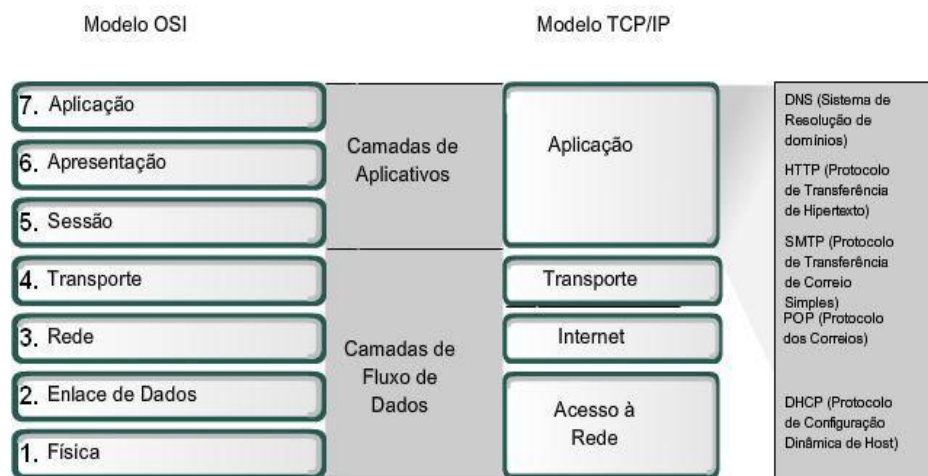 Modelo OSI
Modelo TCP/IP
7. Aplicação
6. Apresentação
5. Sessão
4. Transporte
3. Rede
2. Enlace de Dados
1. Física
Camadas de
Aplicativos
Camadas de
Fluxo de
Dados
Aplicação
Transporte
Internet
Acesso à
Rede
DNS (Sistema de
Resolução de
domínios)
HTTP (Protocolo
de Transferência
de Hipertexto)
SMTP (Protocolo
de Transferência
de Correio
Simples)
POP (Protocolo
dos Correios)
DHCP (Protocolo
de Configuração
Dinâmica de Host)